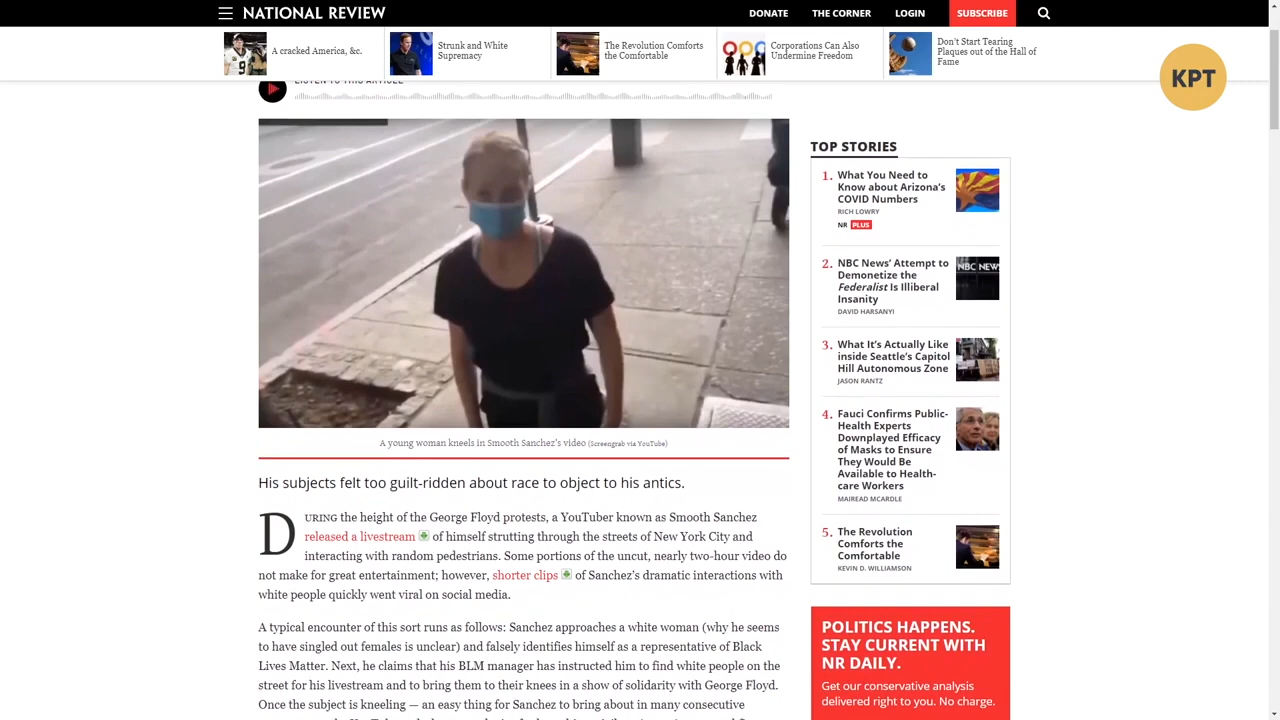 NATIONAL REVIEW
DONATE
THE CORNER
LOGIN
SUBSCRIBE
A cracked America, &c.
Strunk and White
Supremacy
The Revolution Comforts
the Comfortable
Corporations Can Also
Undermine Freedom
Don't Start Tearing
Plaques out of the Hall of
Fame
KPT
LISTEN TO THIS ARTICLE
A young woman kneels in Smooth Sanchez's video (Screengrab via YouTube)
His subjects felt too guilt-ridden about race to object to his antics.
DURING the height of the George Floyd protests, a YouTuber known as Smooth Sanchez
released a livestream of himself strutting through the streets of New York City and
interacting with random pedestrians. Some portions of the uncut, nearly two-hour video do
not make for great entertainment; however, shorter clips of Sanchez's dramatic interactions with
white people quickly went viral on social media.
A typical encounter of this sort runs as follows: Sanchez approaches a white woman (why he seems
to have singled out females is unclear) and falsely identifies himself as a representative of Black
Lives Matter. Next, he claims that his BLM manager has instructed him to find white people on the
street for his livestream and to bring them to their knees in a show of solidarity with George Floyd.
Once the subject is kneeling — an easy thing for Sanchez to bring about in many consecutive
TOP STORIES
1. What You Need to
Know about Arizona's
COVID Numbers
RICH LOWRY
NR PLUS
2. NBC News' Attempt to
Demonetize the
Federalist Is Illiberal
Insanity
DAVID HARSANYI
NBC NEWS
3. What It's Actually Like
inside Seattle's Capitol
Hill Autonomous Zone
JASON RANTZ
4. Fauci Confirms Public-
Health Experts
Downplayed Efficacy
of Masks to Ensure
They Would Be
Available to Health-
care Workers
MAIREAD MCARDLE
5. The Revolution
Comforts the
Comfortable
KEVIN D. WILLIAMSON
POLITICS HAPPENS.
STAY CURRENT WITH
NR DAILY.
Get our conservative analysis
delivered right to you. No charge.